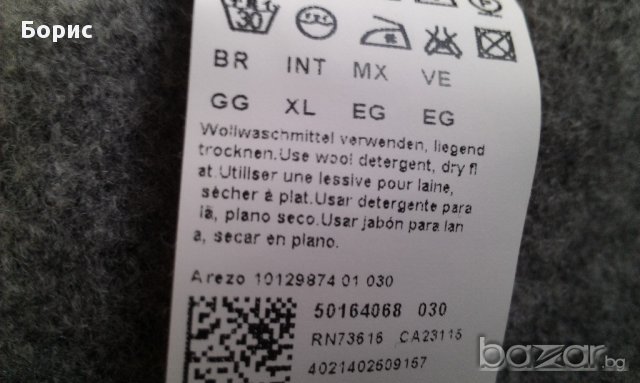 Борис
30
BR INT MX VE
GG XL EG EG
Wollwaschmittel verwenden, liegend
trocknen.Use wool detergent, dry fl
at.Utiliser une lessive pour laine,
sécher à plat.Usar detergente para
lã, plano seco.Usar jabón para lan
a, secar en plano.
Arezo 10129874 01 030
50164068 030
RN73616 CA23115
4021402609157
bazar.bg